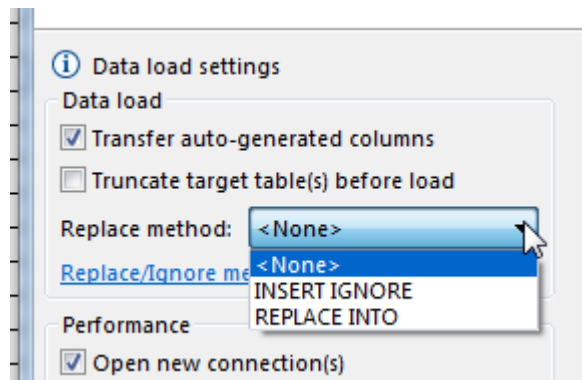 Data load settings
Data load
Transfer auto-generated columns
Truncate target table(s) before load
Replace method: <None>
<None>
Replace/Ignore me
INSERT IGNORE
REPLACE INTO
Performance
Open new connection(s)